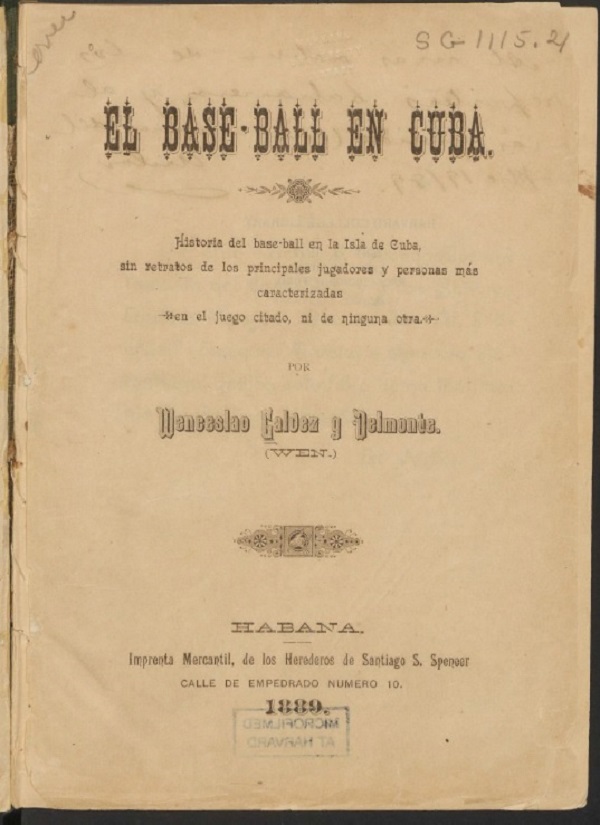 SG 1115.21
EL BASE-BALL EN CUBA.
Historia del base-ball en la Isla de Cuba,
sin retratos de los principales jugadores y personas más
caracterizadas
en el juego citado, ni de ninguna otra.
POR
Wenceslao Galvez y Delmonte.
(WEN.)
HABANA.
Imprenta Mercantil, de los Herederos de Santiago S. Spencer
CALLE DE EMPEDRADO NUMERO 10.
1889.
MICROFILMED
AT HARVARD